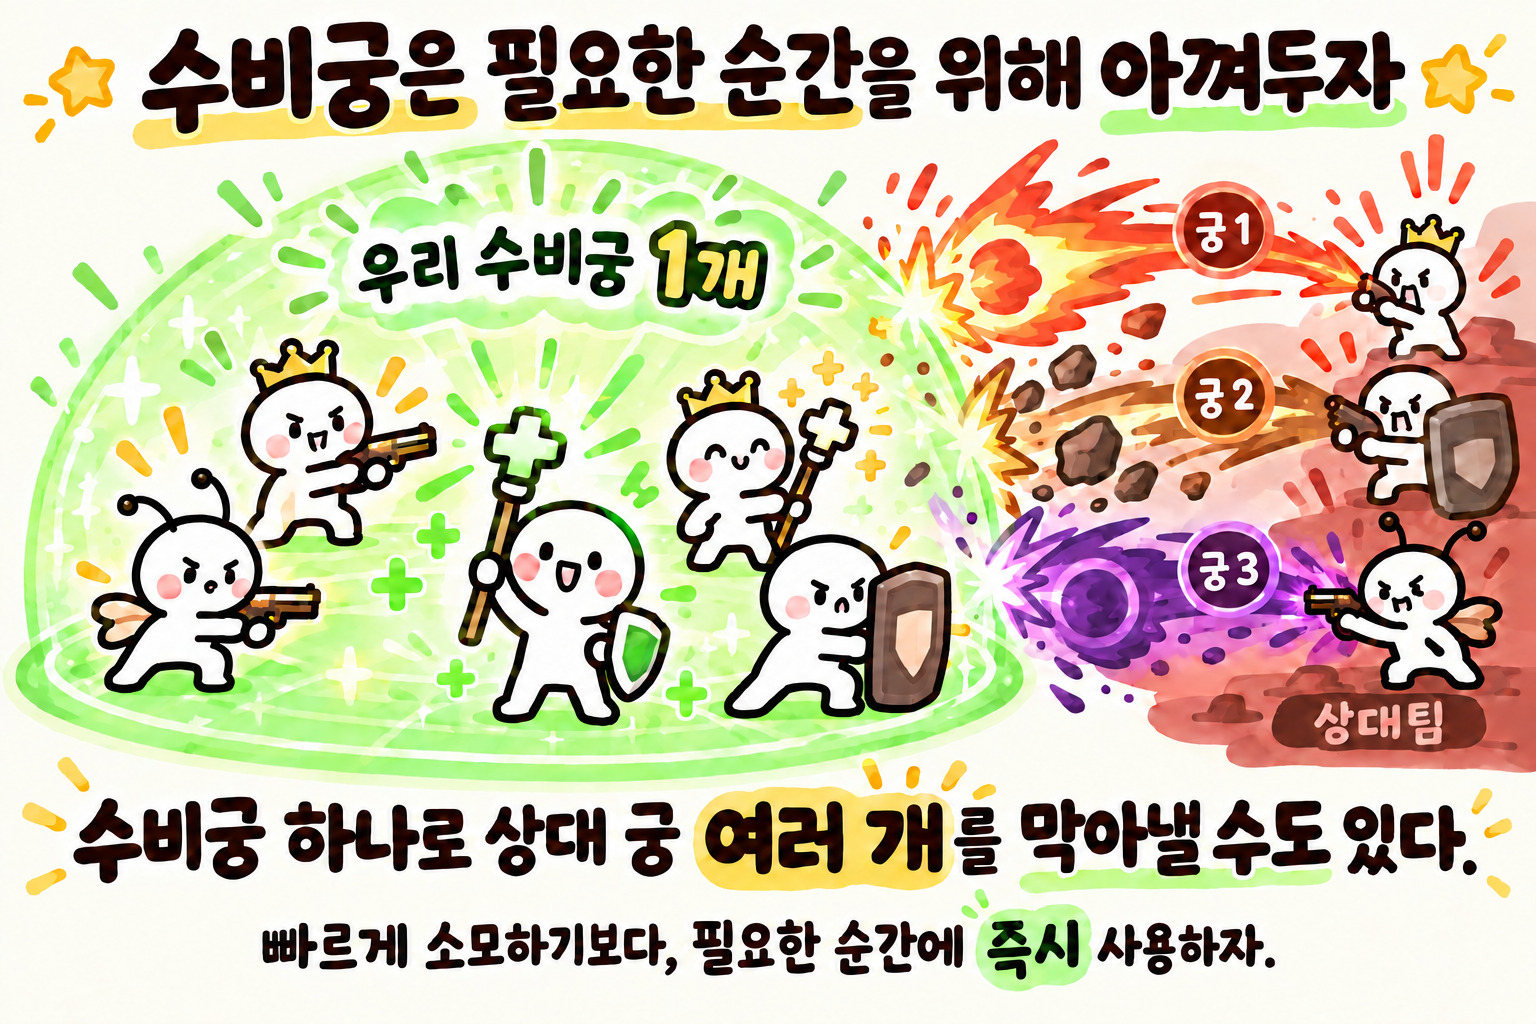 수비궁은 필요한 순간을 위해 아껴두자
우리 수비궁 1개
궁1
궁2
궁3
상대팀
수비궁 하나로 상대 궁 여러 개를 막아낼 수도 있다.
빠르게 소모하기보다, 필요한 순간에 즉시 사용하자.